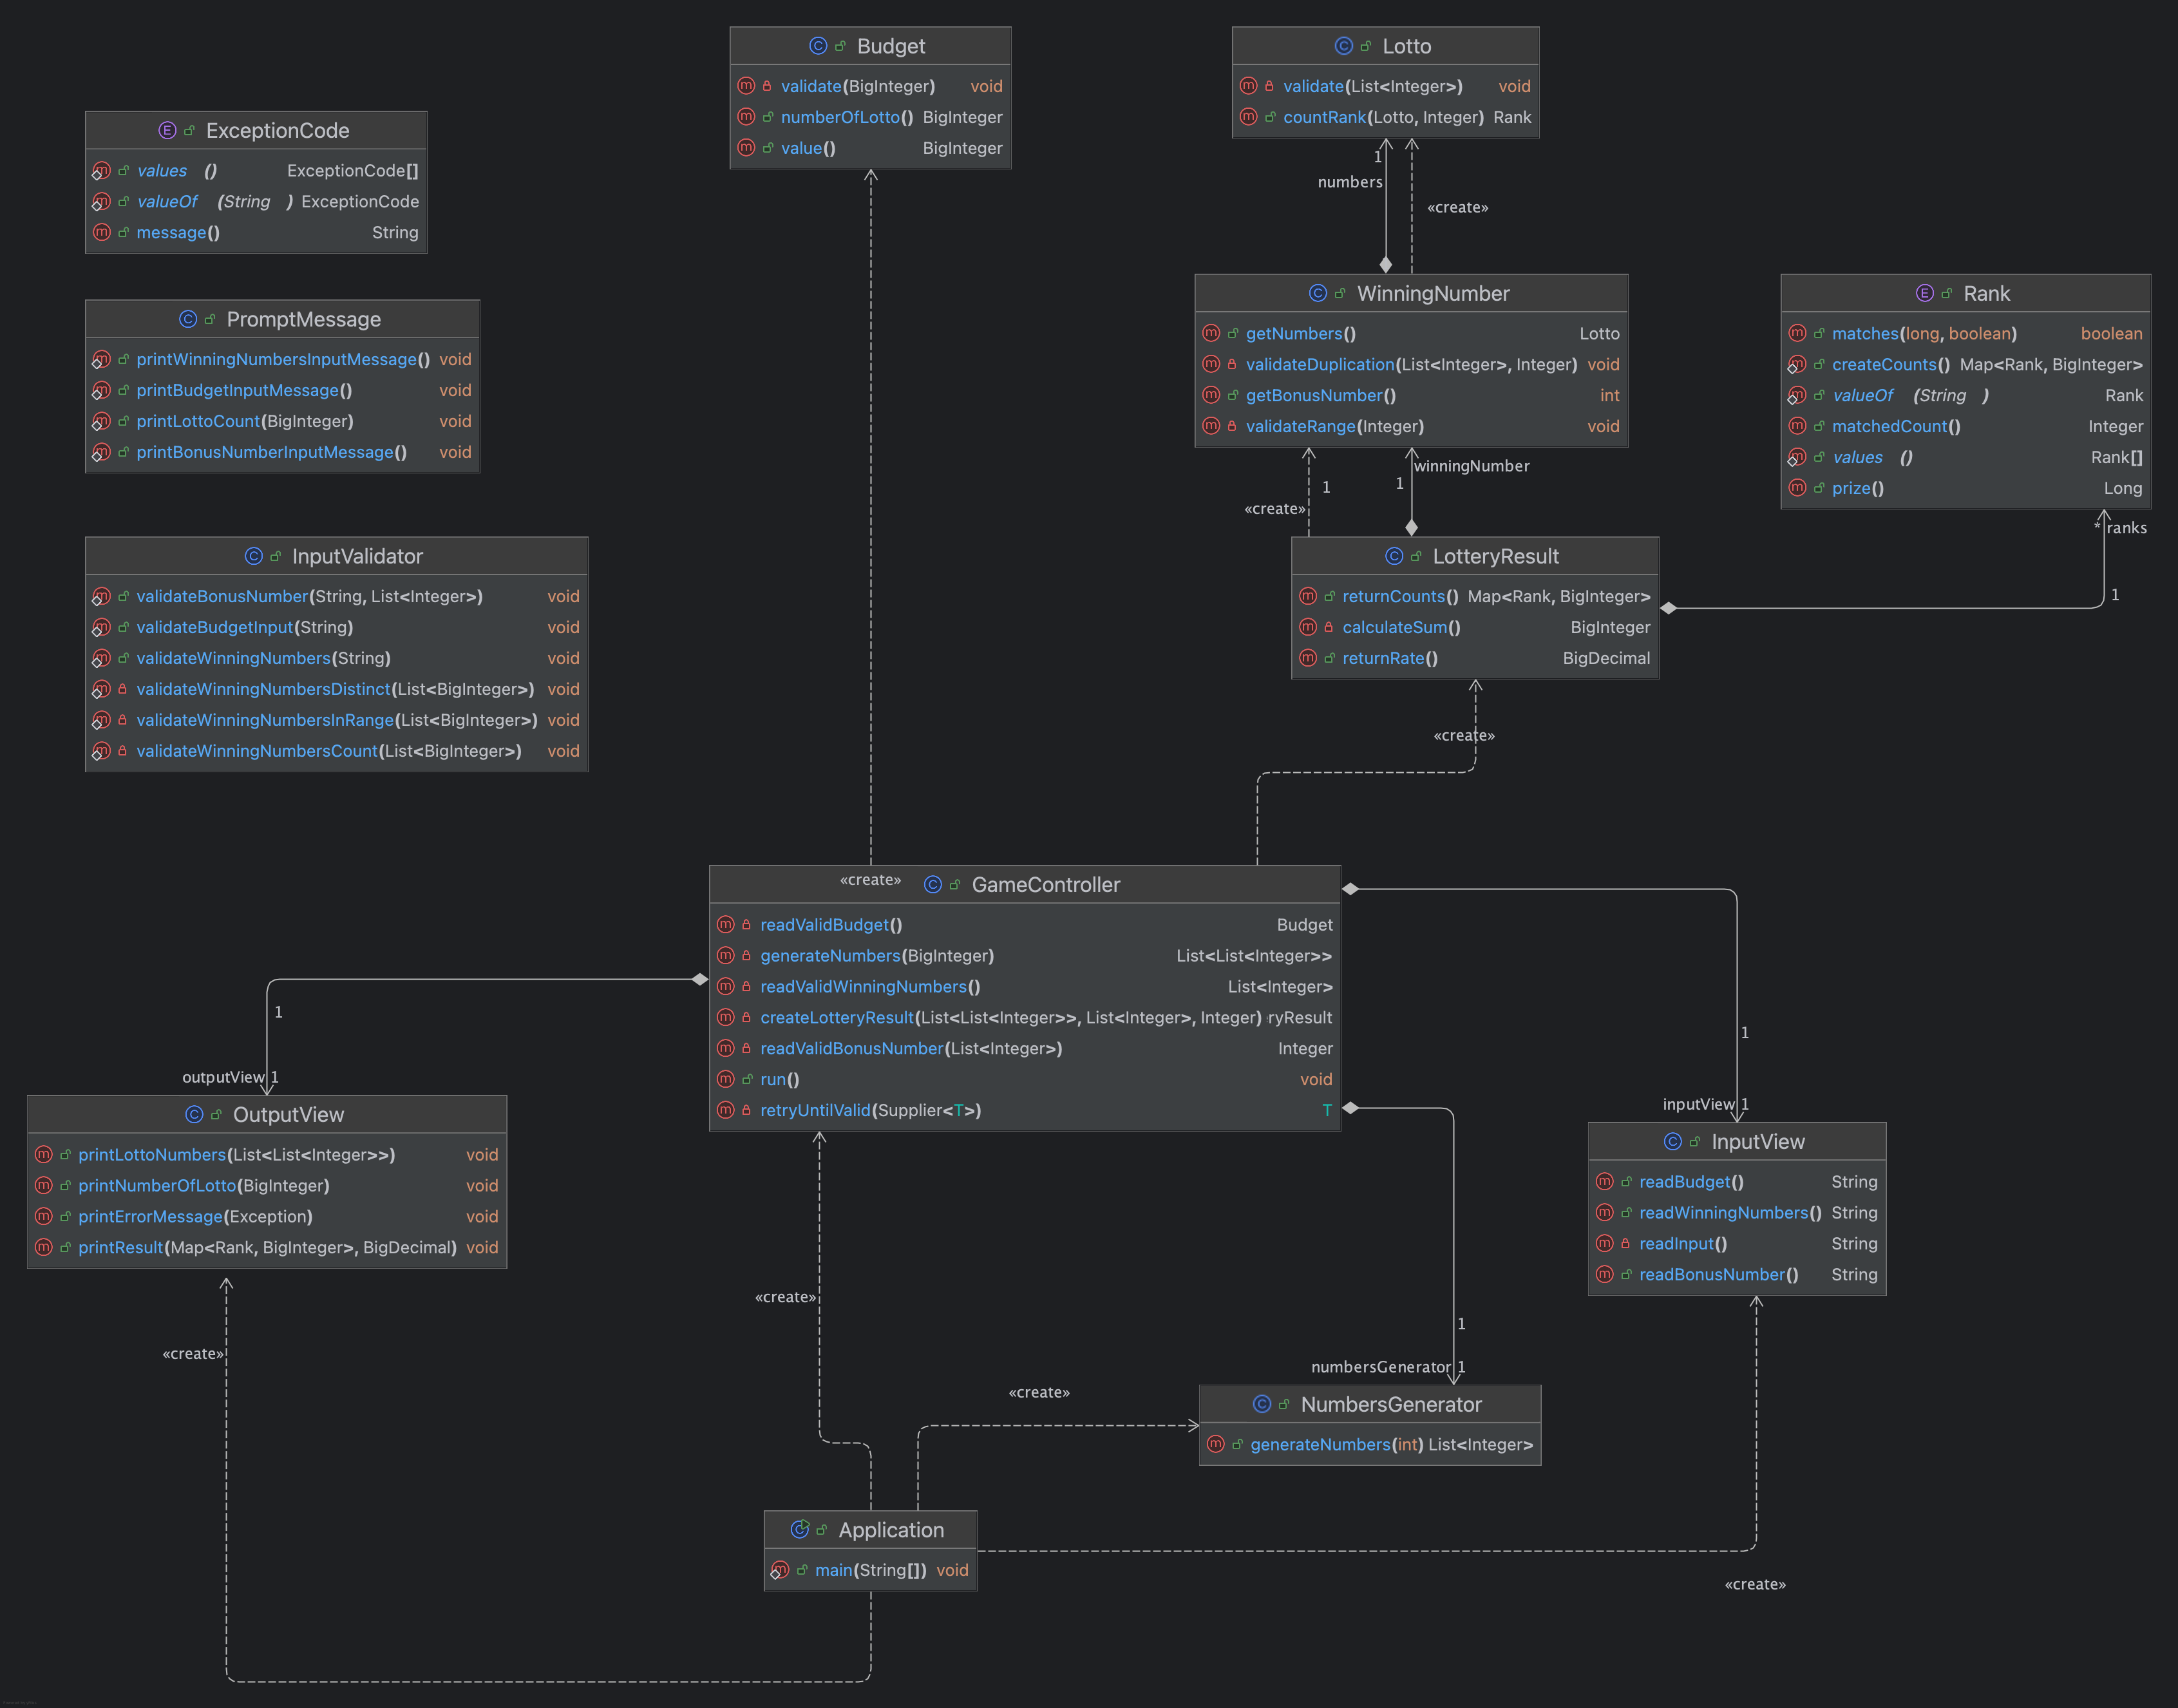 Budget
validate(BigInteger) void
numberOfLotto() BigInteger
value() BigInteger
Lotto
validate(List<Integer>) void
countRank(Lotto, Integer) Rank
ExceptionCode
values () ExceptionCode[]
valueOf (String ) ExceptionCode
message() String
1
numbers
«create»
PromptMessage
printWinningNumbersInputMessage() void
printBudgetInputMessage() void
printLottoCount(BigInteger) void
printBonusNumberInputMessage() void
WinningNumber
getNumbers() Lotto
validateDuplication(List<Integer>, Integer) void
getBonusNumber() int
validateRange(Integer) void
Rank
matches(long, boolean) boolean
createCounts() Map<Rank, BigInteger>
valueOf (String ) Rank
matchedCount() Integer
values () Rank[]
prize() Long
winningNumber
1
1
«create»
* ranks
1
InputValidator
validateBonusNumber(String, List<Integer>) void
validateBudgetInput(String) void
validateWinningNumbers(String) void
validateWinningNumbersDistinct(List<BigInteger>) void
validateWinningNumbersInRange(List<BigInteger>) void
validateWinningNumbersCount(List<BigInteger>) void
LotteryResult
returnCounts() Map<Rank, BigInteger>
calculateSum() BigInteger
returnRate() BigDecimal
«create»
«create»
GameController
readValidBudget() Budget
generateNumbers(BigInteger) List<List<Integer>>
readValidWinningNumbers() List<Integer>
createLotteryResult(List<List<Integer>>, List<Integer>, Integer) ryResult
readValidBonusNumber(List<Integer>) Integer
run() void
retryUntilValid(Supplier<T>) T
1
outputView 1
1
inputView 1
OutputView
printLottoNumbers(List<List<Integer>>) void
printNumberOfLotto(BigInteger) void
printErrorMessage(Exception) void
printResult(Map<Rank, BigInteger>, BigDecimal) void
InputView
readBudget() String
readWinningNumbers() String
readInput() String
readBonusNumber() String
«create»
«create»
1
numbersGenerator 1
«create»
NumbersGenerator
generateNumbers(int) List<Integer>
Application
main(String[]) void
«create»